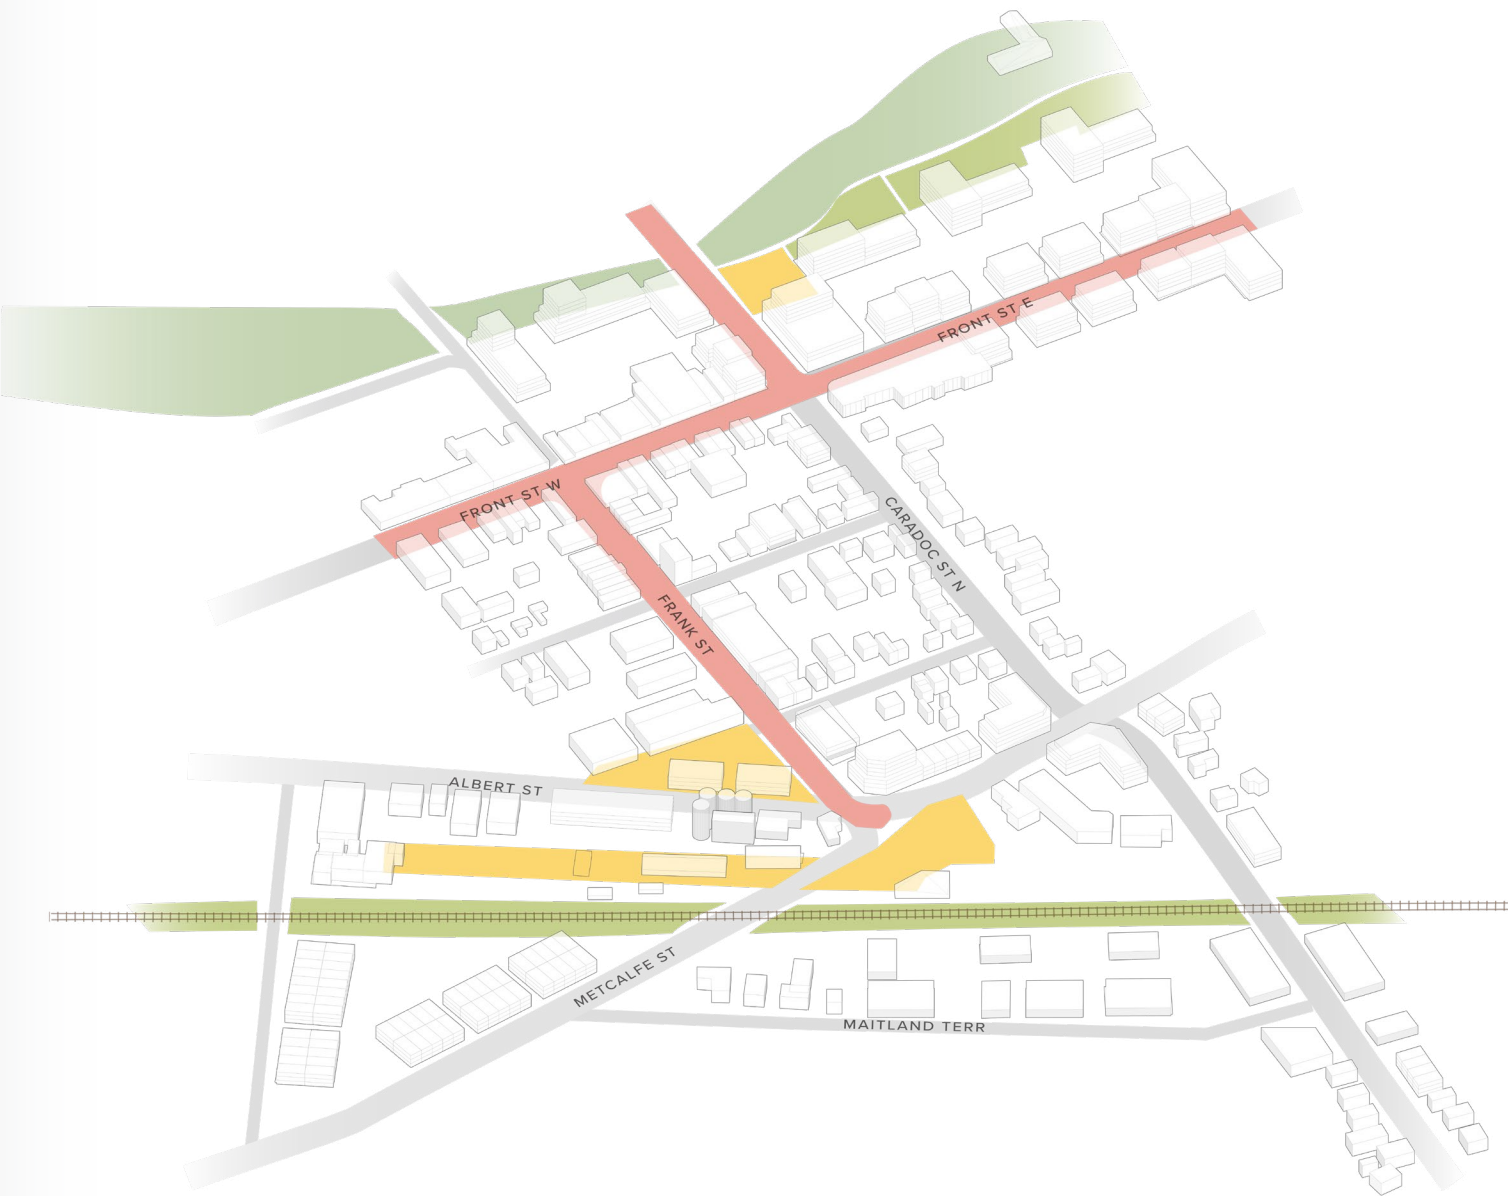 FRONT ST E
FRONT ST W
CARADOC ST N
FRANK ST
ALBERT ST
METCALFE ST
MAITLAND TERR